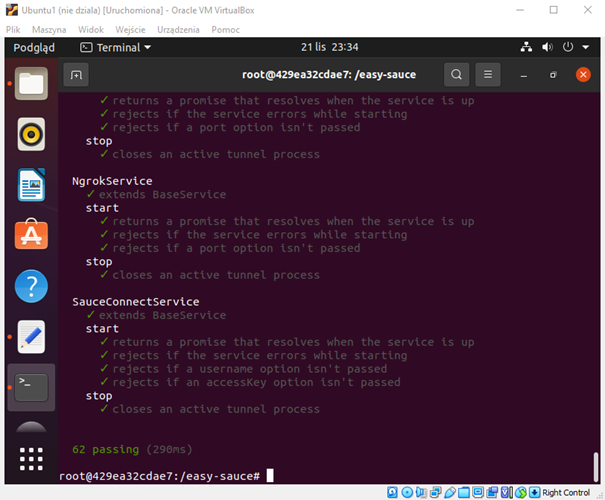 Ubuntu1 (nie dziala) [Uruchomiona] - Oracle VM VirtualBox
Plik Maszyna Widok Wejście Urządzenia Pomoc
Podgląd Terminal 21 lis 23:34
root@429ea32cdae7: /easy-sauce
✓ returns a promise that resolves when the service is up
✓ rejects if the service errors while starting
✓ rejects if a port option isn't passed
stop
✓ closes an active tunnel process
NgrokService
✓ extends BaseService
start
✓ returns a promise that resolves when the service is up
✓ rejects if the service errors while starting
✓ rejects if a port option isn't passed
stop
✓ closes an active tunnel process
SauceConnectService
✓ extends BaseService
start
✓ returns a promise that resolves when the service is up
✓ rejects if the service errors while starting
✓ rejects if a username option isn't passed
✓ rejects if an accessKey option isn't passed
stop
✓ closes an active tunnel process
62 passing (290ms)
root@429ea32cdae7:/easy-sauce#
Right Control